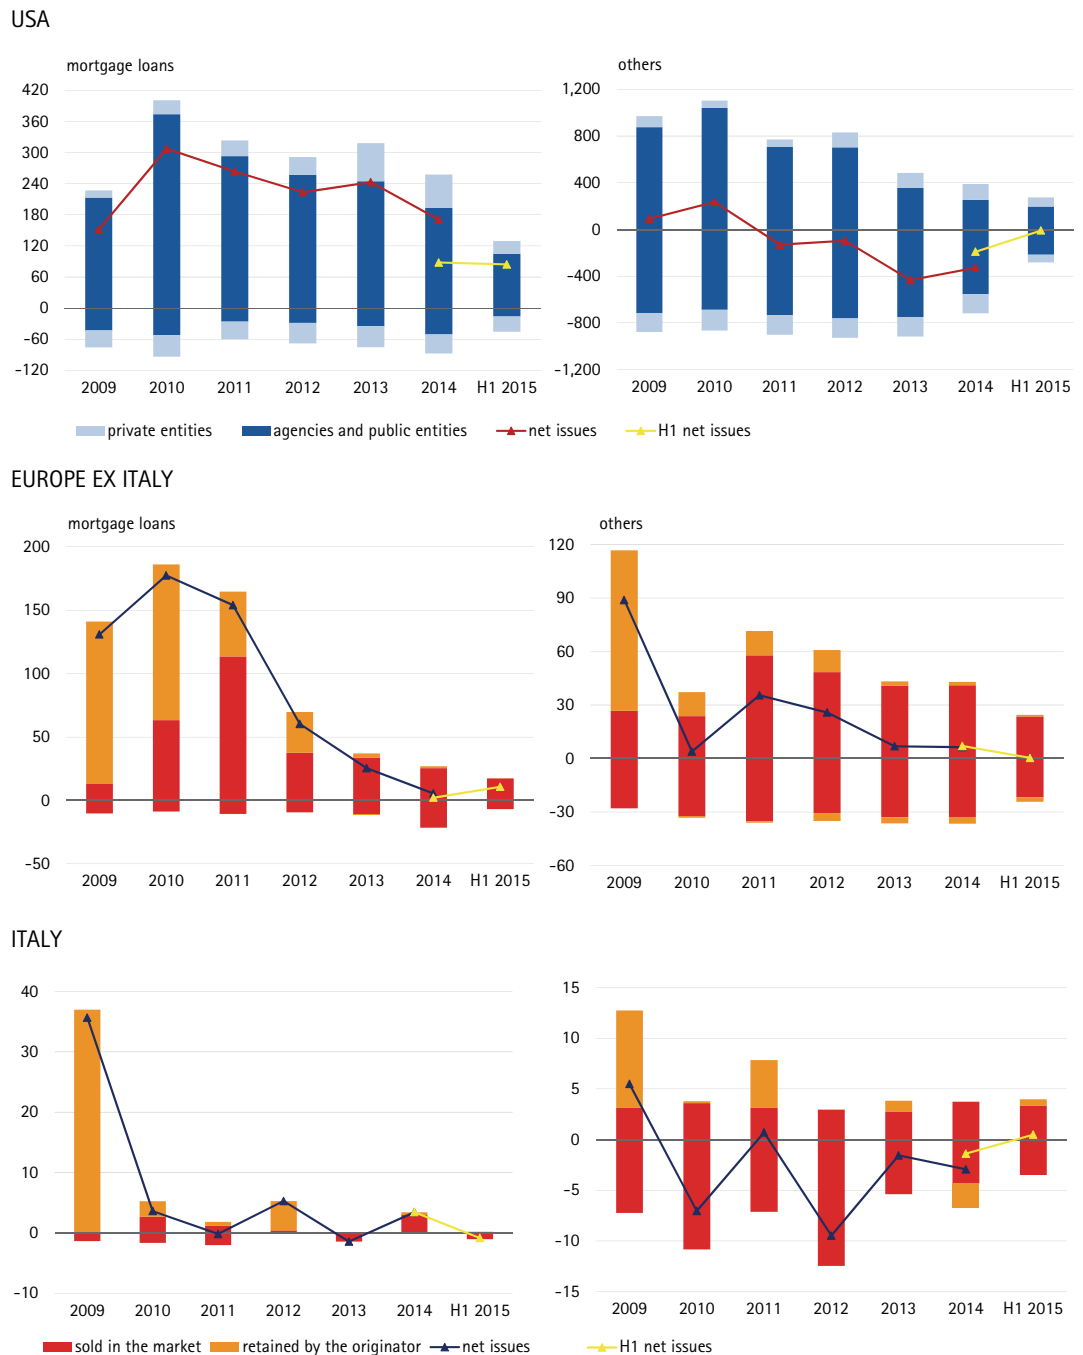 USA
mortgage loans
420
360
300
240
180
120
60
0
-60
-120
2009 2010 2011 2012 2013 2014 H1 2015
others
1,200
800
400
0
-400
-800
-1,200
2009 2010 2011 2012 2013 2014 H1 2015
private entities agencies and public entities net issues H1 net issues
EUROPE EX ITALY
mortgage loans
200
150
100
50
0
-50
2009 2010 2011 2012 2013 2014 H1 2015
others
120
90
60
30
0
-30
-60
2009 2010 2011 2012 2013 2014 H1 2015
ITALY
40
30
20
10
0
-10
2009 2010 2011 2012 2013 2014 H1 2015
15
10
5
0
-5
-10
-15
2009 2010 2011 2012 2013 2014 H1 2015
sold in the market retained by the originator net issues H1 net issues